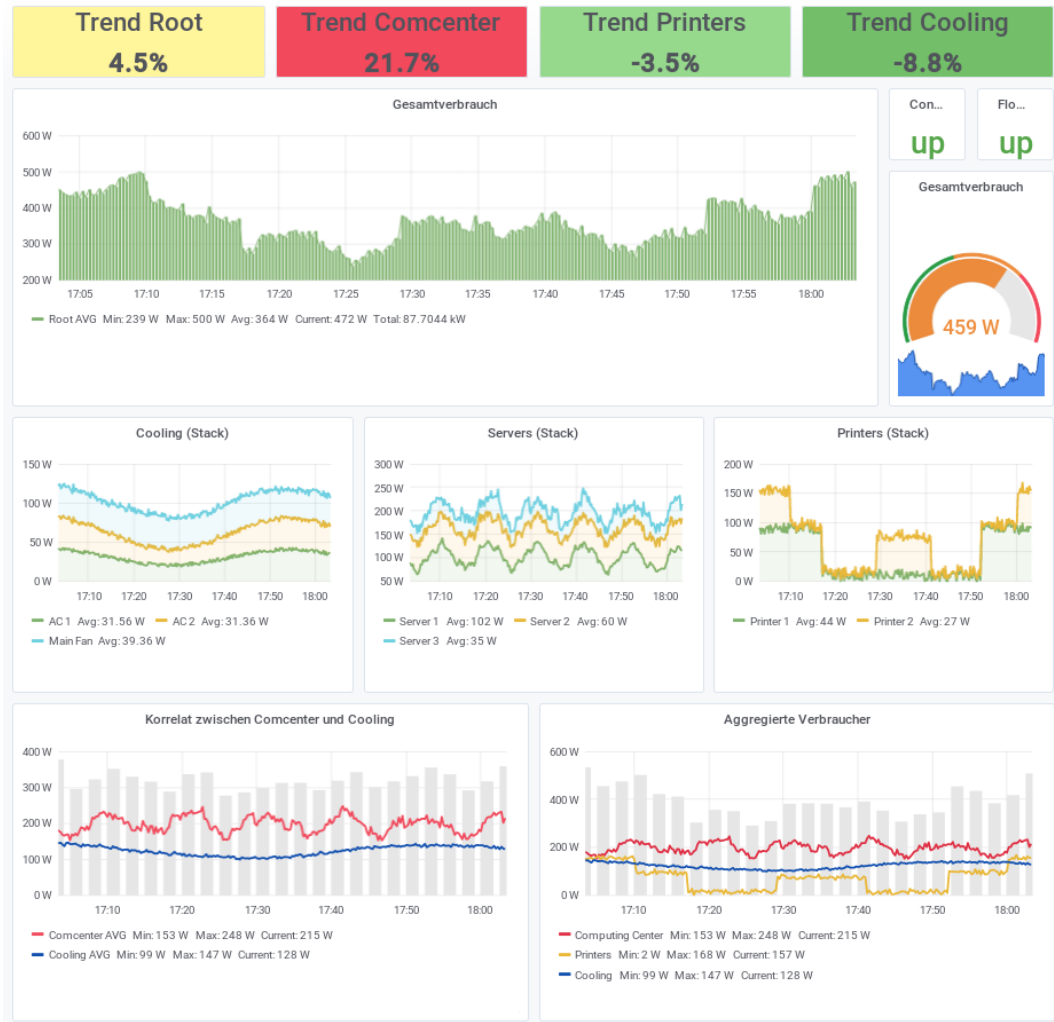 Trend Root
4.5%
Trend Comcenter
21.7%
Trend Printers
-3.5%
Trend Cooling
-8.8%
Gesamtverbrauch
600 W
500 W
400 W
300 W
200 W
17:05 17:10 17:15 17:20 17:25 17:30 17:35 17:40 17:45 17:50 17:55 18:00
Root AVG Min: 239 W Max: 500 W Avg: 364 W Current: 472 W Total: 87.7044 kW
Con...
up
Flo...
up
Gesamtverbrauch
459 W
Cooling (Stack)
150 W
100 W
50 W
0 W
17:10 17:20 17:30 17:40 17:50 18:00
AC 1 Avg: 31.56 W AC 2 Avg: 31.36 W
Main Fan Avg: 39.36 W
Servers (Stack)
300 W
250 W
200 W
150 W
100 W
50 W
17:10 17:20 17:30 17:40 17:50 18:00
Server 1 Avg: 102 W Server 2 Avg: 60 W
Server 3 Avg: 35 W
Printers (Stack)
200 W
150 W
100 W
50 W
0 W
17:10 17:20 17:30 17:40 17:50 18:00
Printer 1 Avg: 44 W Printer 2 Avg: 27 W
Korrelat zwischen Comcenter und Cooling
400 W
300 W
200 W
100 W
0 W
17:10 17:20 17:30 17:40 17:50 18:00
Comcenter AVG Min: 153 W Max: 248 W Current: 215 W
Cooling AVG Min: 99 W Max: 147 W Current: 128 W
Aggregierte Verbraucher
600 W
400 W
200 W
0 W
17:10 17:20 17:30 17:40 17:50 18:00
Computing Center Min: 153 W Max: 248 W Current: 215 W
Printers Min: 2 W Max: 168 W Current: 157 W
Cooling Min: 99 W Max: 147 W Current: 128 W